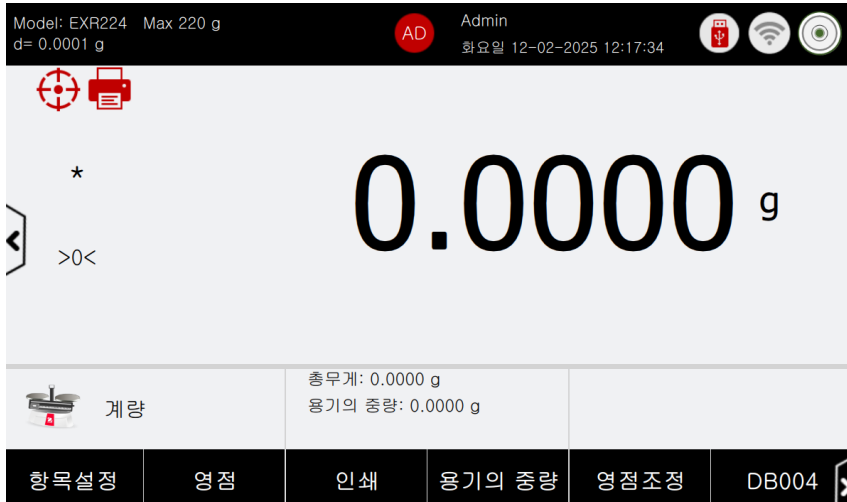 Model: EXR224 Max 220 g
d= 0.0001 g
AD
Admin
화요일 12-02-2025 12:17:34
*
0.0000 g
>0<
계량
총무게: 0.0000 g
용기의 중량: 0.0000 g
항목설정 영점 인쇄 용기의 중량 영점조정 DB004